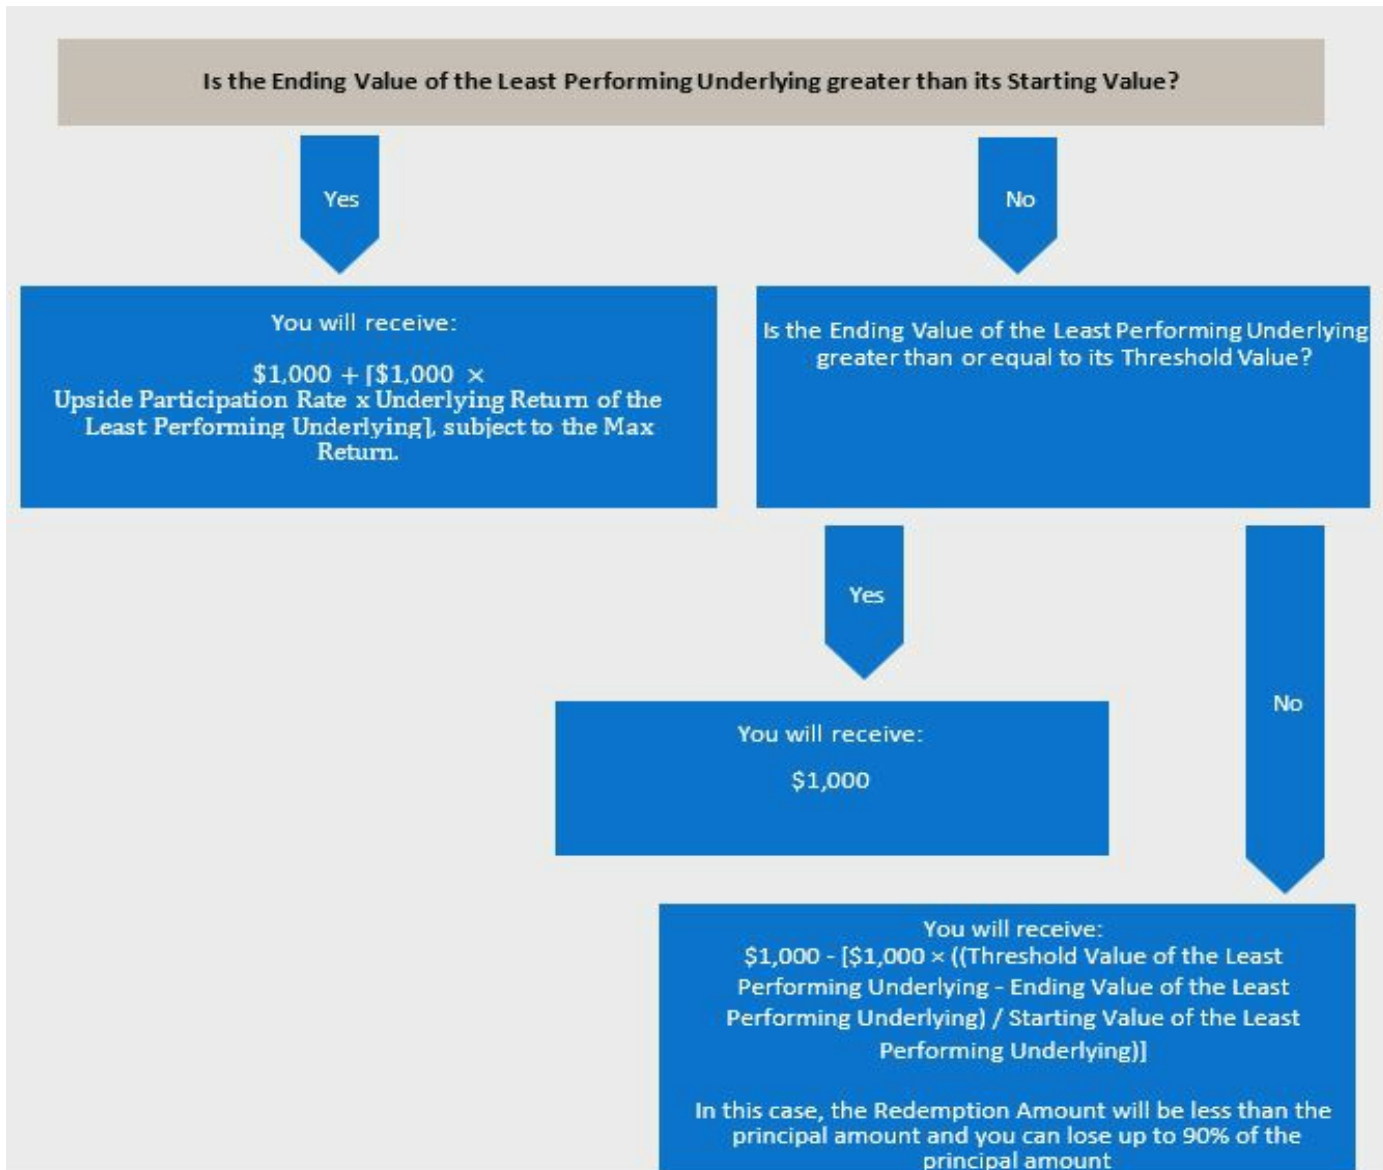 Is the Ending Value of the Least Performing Underlying greater than its Starting Value?
Yes
No
You will receive:
$1,000 + [$1,000 ×
Upside Participation Rate x Underlying Return of the
Least Performing Underlying], subject to the Max
Return.
Is the Ending Value of the Least Performing Underlying
greater than or equal to its Threshold Value?
Yes
No
You will receive:
$1,000
You will receive:
$1,000 - [$1,000 × ((Threshold Value of the Least
Performing Underlying - Ending Value of the Least
Performing Underlying) / Starting Value of the Least
Performing Underlying)]
In this case, the Redemption Amount will be less than the
principal amount and you can lose up to 90% of the
principal amount